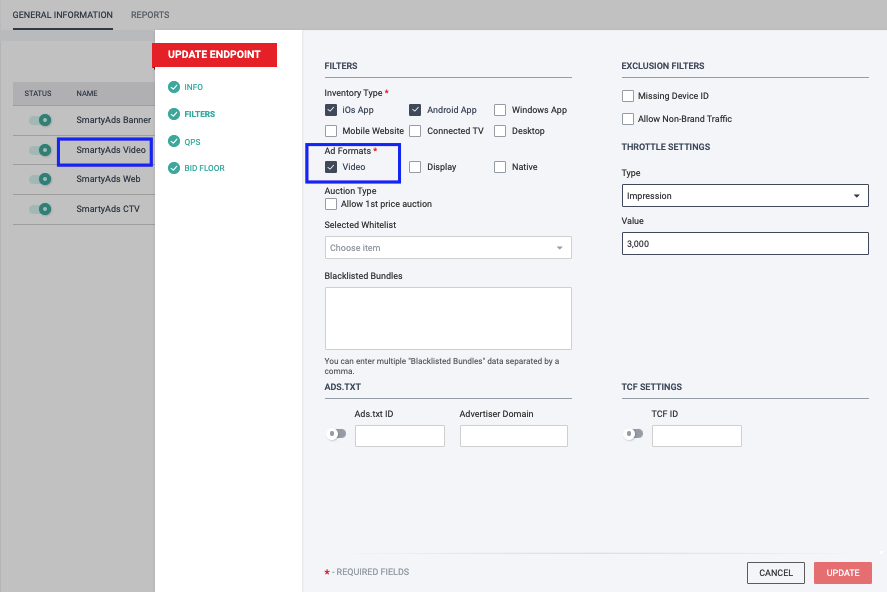 GENERAL INFORMATION REPORTS
STATUS NAME
SmartyAds Banner
SmartyAds Video
SmartyAds Web
SmartyAds CTV
UPDATE ENDPOINT
INFO
FILTERS
QPS
BID FLOOR
FILTERS
Inventory Type *
iOs App Android App Windows App
Mobile Website Connected TV Desktop
Ad Formats *
Video Display Native
Auction Type
Allow 1st price auction
Selected Whitelist
Choose item
Blacklisted Bundles
You can enter multiple "Blacklisted Bundles" data separated by a
comma.
ADS.TXT
Ads.txt ID Advertiser Domain
EXCLUSION FILTERS
Missing Device ID
Allow Non-Brand Traffic
THROTTLE SETTINGS
Type
Impression
Value
3,000
TCF SETTINGS
TCF ID
* - REQUIRED FIELDS
CANCEL UPDATE